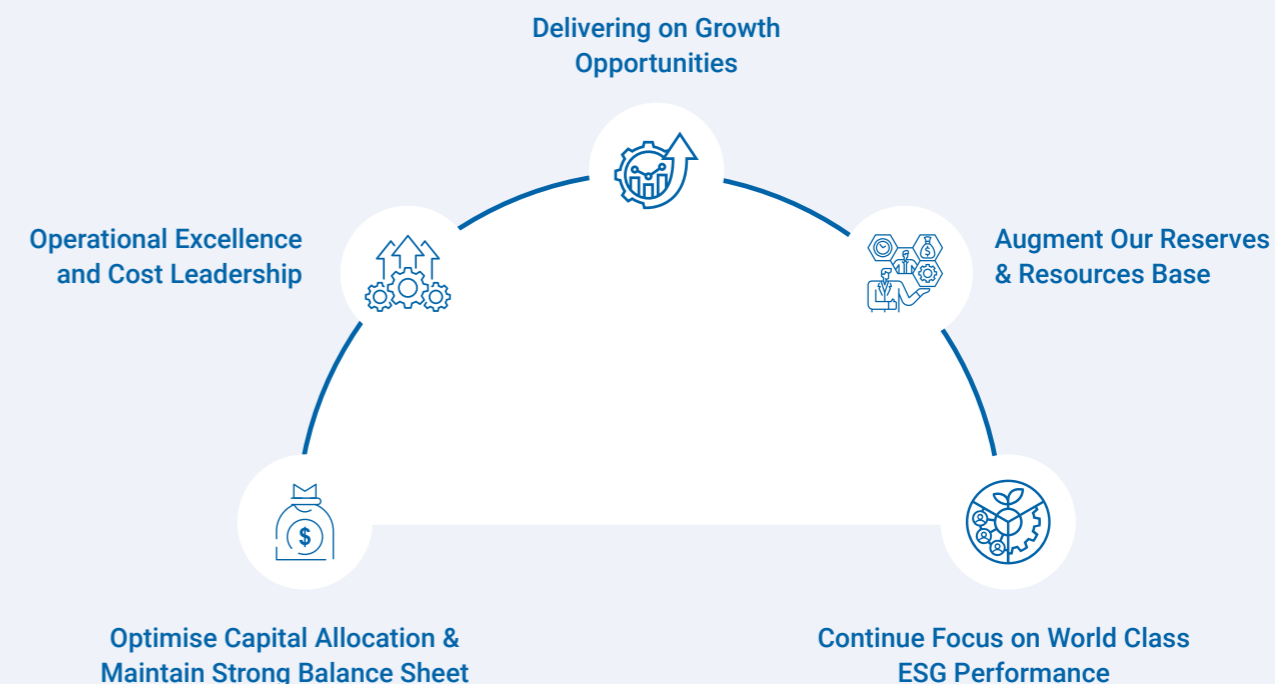 Delivering on Growth
Opportunities
Operational Excellence
and Cost Leadership
Augment Our Reserves
& Resources Base
Optimise Capital Allocation &
Maintain Strong Balance Sheet
Continue Focus on World Class
ESG Performance
$
$